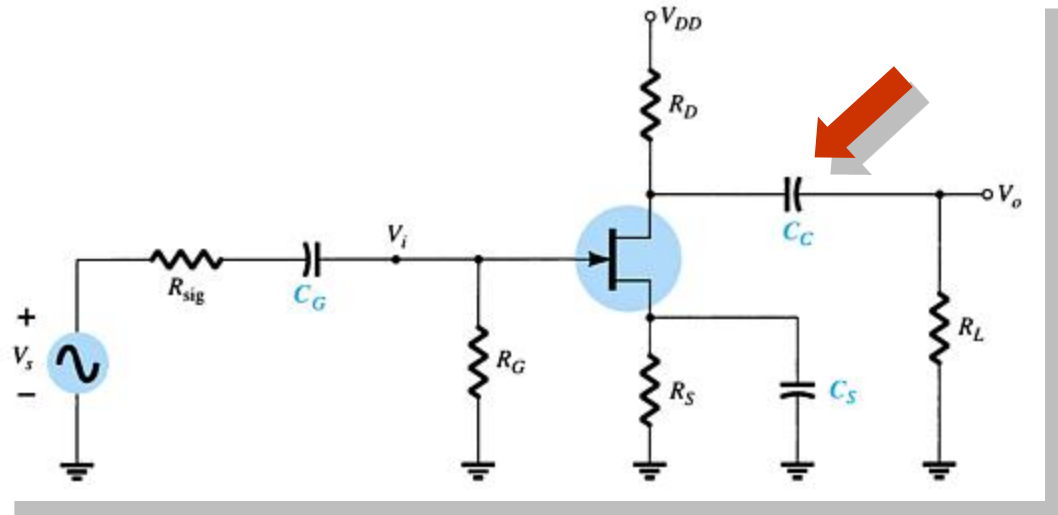 V_DD
R_D
C_C
V_o
V_i
R_sig
C_G
+
V_s
−
R_G
R_S
C_S
R_L